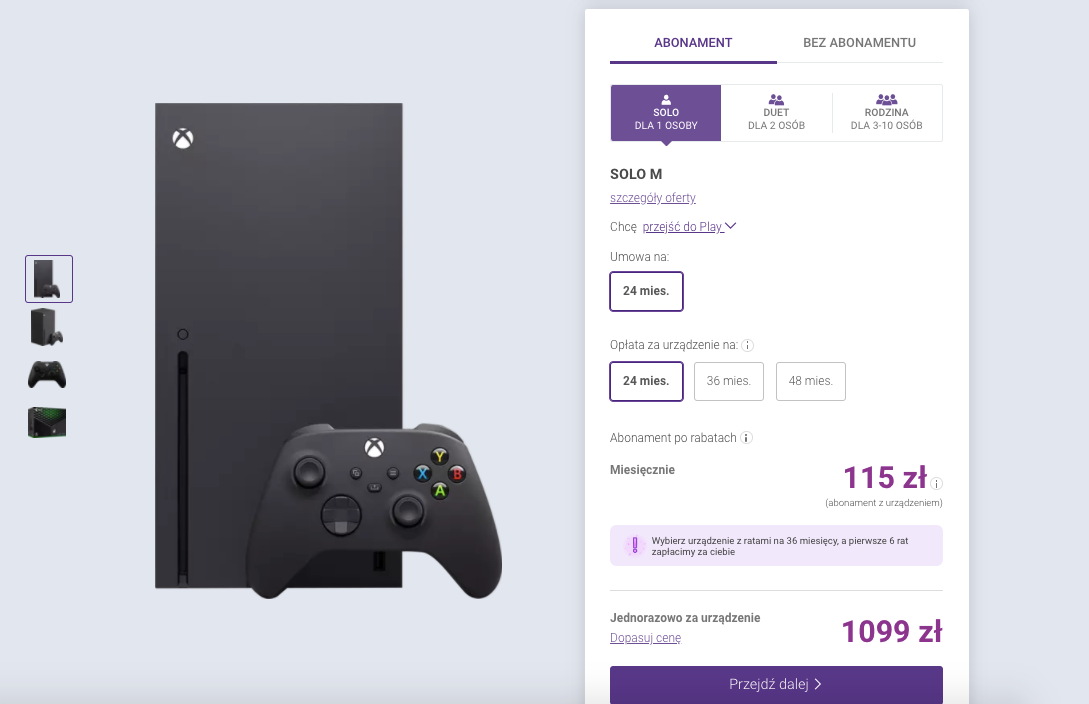 ABONAMENT
BEZ ABONAMENTU
SOLO
DLA 1 OSOBY
DUET
DLA 2 OSÓB
RODZINA
DLA 3-10 OSÓB
SOLO M
szczegóły oferty
Chcę przejść do Play
Umowa na:
24 mies.
Opłata za urządzenie na:
24 mies.
36 mies.
48 mies.
Abonament po rabatach
Miesięcznie
115 zł
(abonament z urządzeniem)
Wybierz urządzenie z ratami na 36 miesięcy, a pierwsze 6 rat
zapłacimy za ciebie
Jednorazowo za urządzenie
Dopasuj cenę
1099 zł
Przejdź dalej
Y
X
B
A